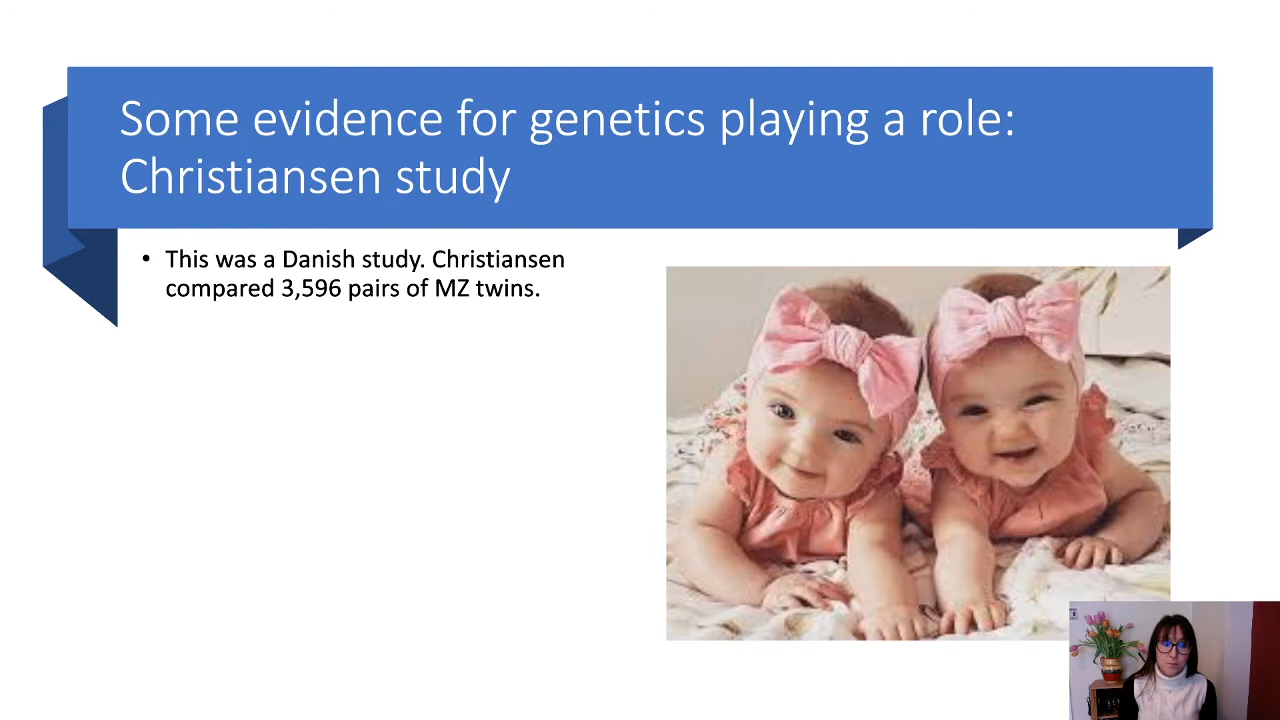 Some evidence for genetics playing a role:
Christiansen study
• This was a Danish study. Christiansen
compared 3,596 pairs of MZ twins.